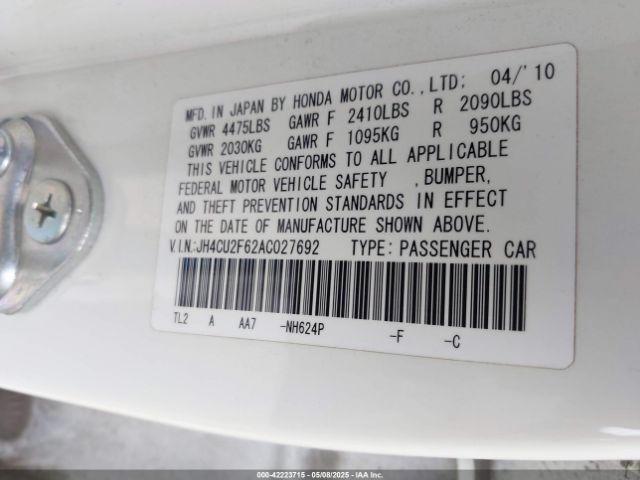 MFD. IN JAPAN BY HONDA MOTOR CO.,LTD; 04/'10
GVWR 4475LBS GAWR F 2410LBS R 2090LBS
GVWR 2030KG GAWR F 1095KG R 950KG
THIS VEHICLE CONFORMS TO ALL APPLICABLE
FEDERAL MOTOR VEHICLE SAFETY ,BUMPER,
AND THEFT PREVENTION STANDARDS IN EFFECT
ON THE DATE OF MANUFACTURE SHOWN ABOVE.
V.I.N.:JH4CU2F62AC027692 TYPE: PASSENGER CAR
TL2 A AA7 -NH624P -F -C
000-42223715 - 05/08/2025 - IAA Inc.